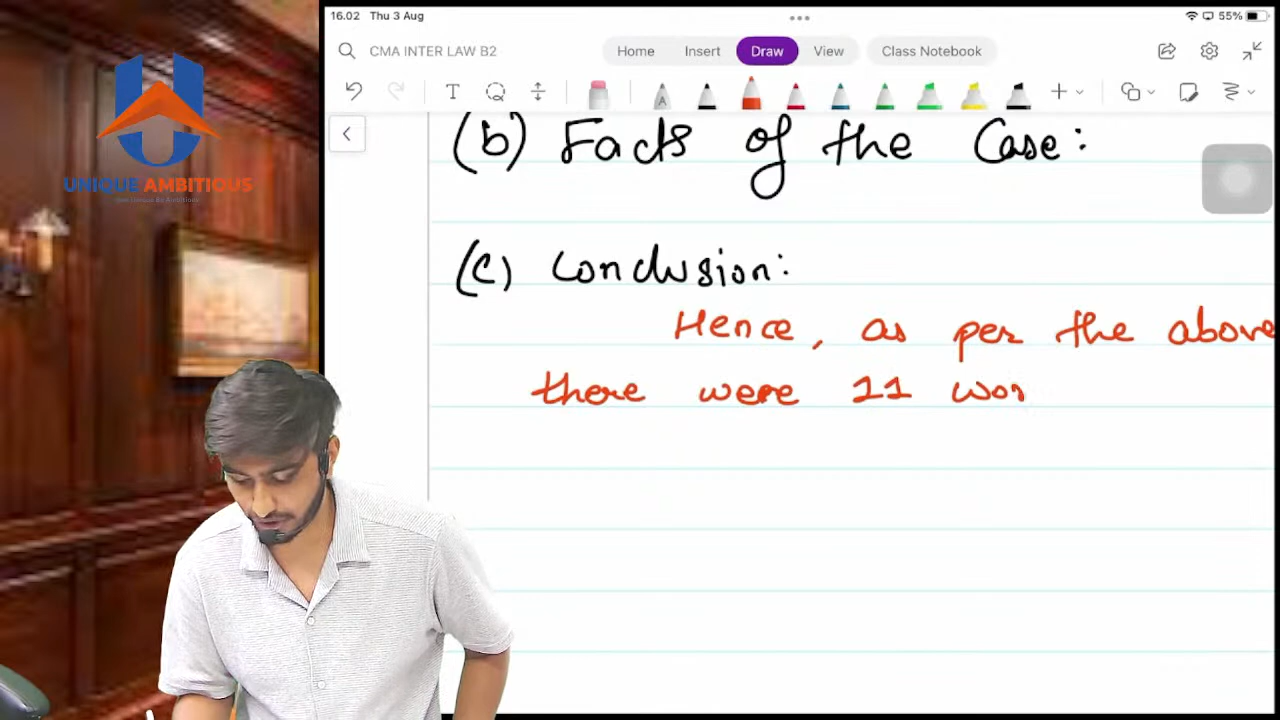 16.02 Thu 3 Aug
55%
CMA INTER LAW B2
Home Insert Draw View Class Notebook
UNIQUE AMBITIOUS
(b) Facts of the Case:
(c) Conclusion:
Hence, as per the above
there were 11 wor